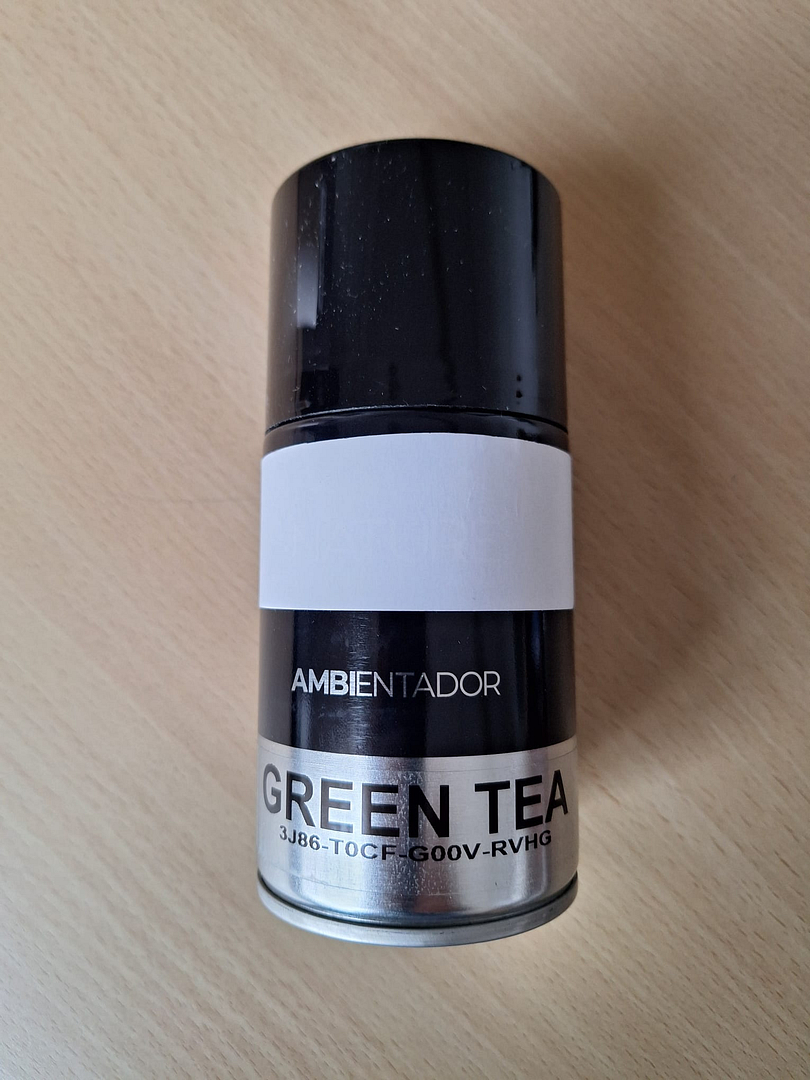 AMBIENTADOR
GREEN TEA
3J86-T0CF-G00V-RVHG